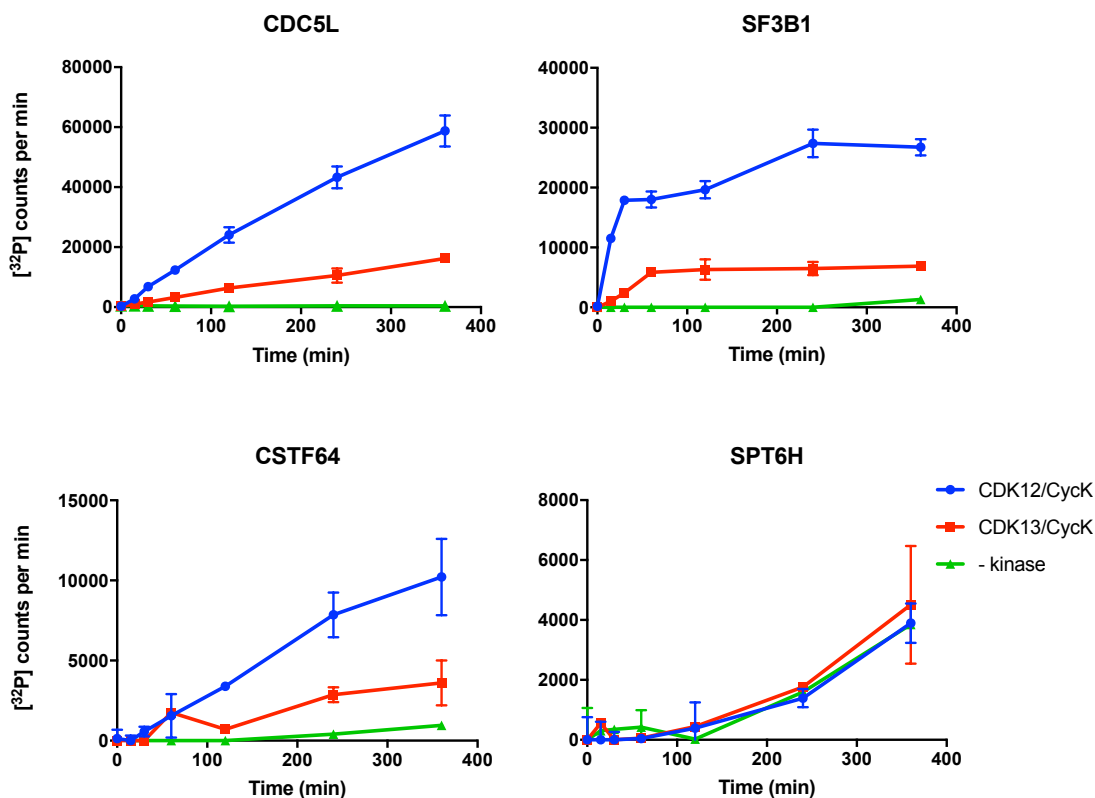 CDC5L
80000
60000
40000
20000
0
[³²P] counts per min
0 100 200 300 400
Time (min)
SF3B1
40000
30000
20000
10000
0
0 100 200 300 400
Time (min)
CSTF64
15000
10000
5000
0
[³²P] counts per min
0 100 200 300 400
Time (min)
SPT6H
8000
6000
4000
2000
0
0 100 200 300 400
Time (min)
CDK12/CycK
CDK13/CycK
- kinase